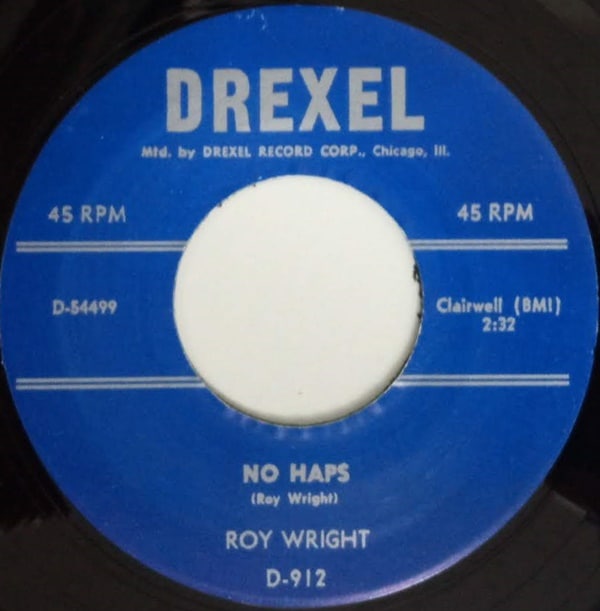 DREXEL
Mfd. by DREXEL RECORD CORP., Chicago, Ill.
45 RPM
45 RPM
D-54499
Clairwell (BMI)
2:32
NO HAPS
(Roy Wright)
ROY WRIGHT
D-912